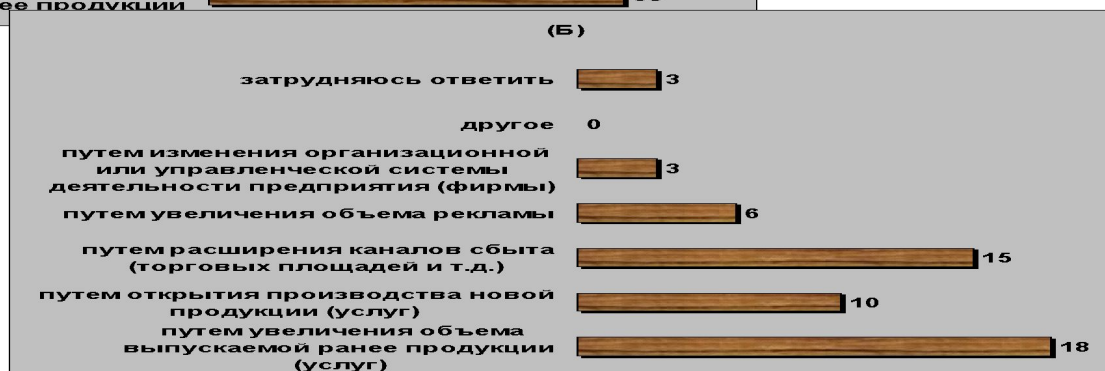 ее продукции
(Б)
затрудняюсь ответить 3
другое 0
путем изменения организационной
или управленческой системы 3
деятельности предприятия (фирмы)
путем увеличения объема рекламы 6
путем расширения каналов сбыта 15
(торговых площадей и т.д.)
путем открытия производства новой 10
продукции (услуг)
путем увеличения объема
выпускаемой ранее продукции 18
(услуг)